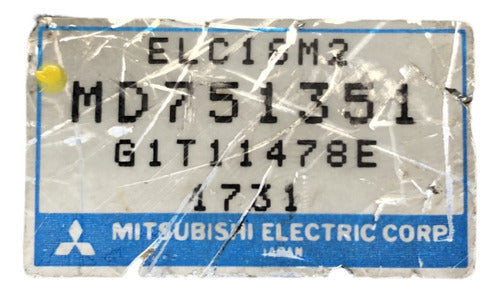 ELC16M2
MD751351
G1T11478E
1731
MITSUBISHI ELECTRIC CORP.
JAPAN